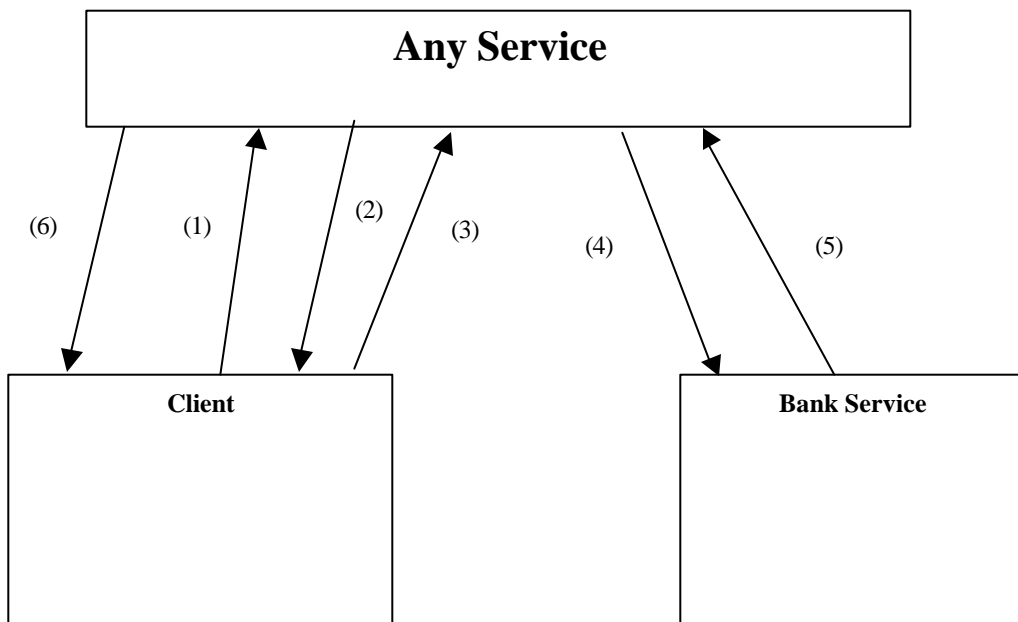 Any Service
(6)
(1)
(2)
(3)
(4)
(5)
Client
Bank Service